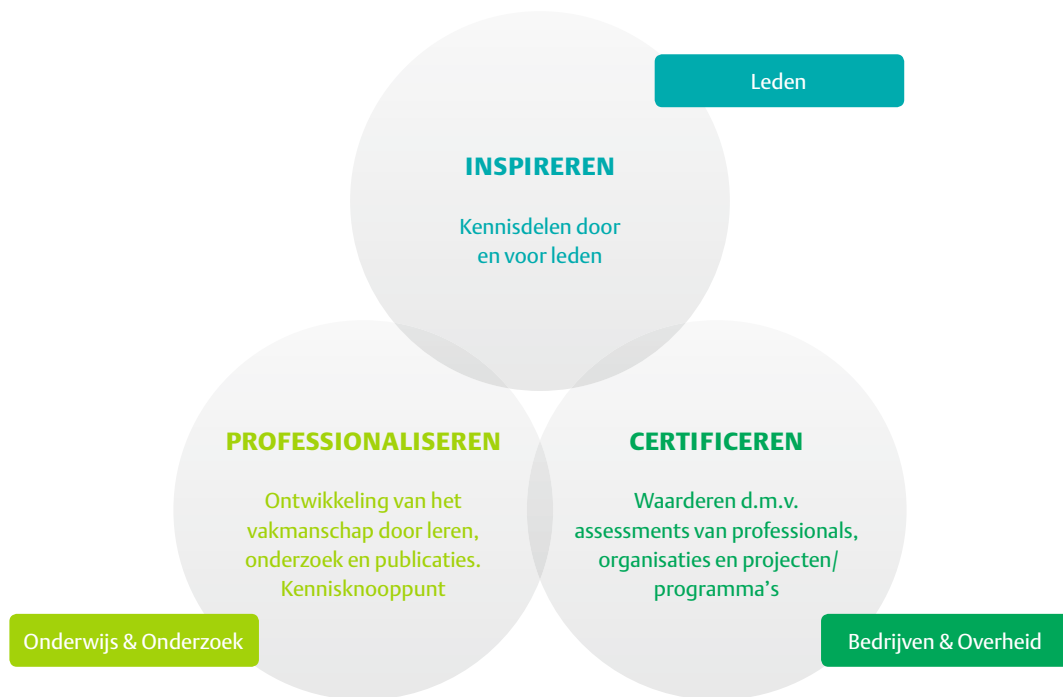 Leden
INSPIREREN
Kennisdelen door
en voor leden
PROFESSIONALISEREN
Ontwikkeling van het
vakmanschap door leren,
onderzoek en publicaties.
Kennisknooppunt
Onderwijs & Onderzoek
CERTIFICEREN
Waarderen d.m.v.
assessments van professionals,
organisaties en projecten/
programma's
Bedrijven & Overheid